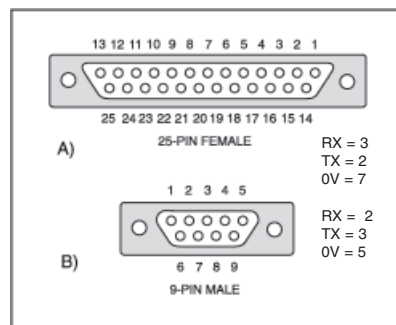 13 12 11 10 9 8 7 6 5 4 3 2 1
25 24 23 22 21 20 19 18 17 16 15 14
A)
25-PIN FEMALE
RX = 3
TX = 2
0V = 7
1 2 3 4 5
RX = 2
TX = 3
0V = 5
B)
6 7 8 9
9-PIN MALE